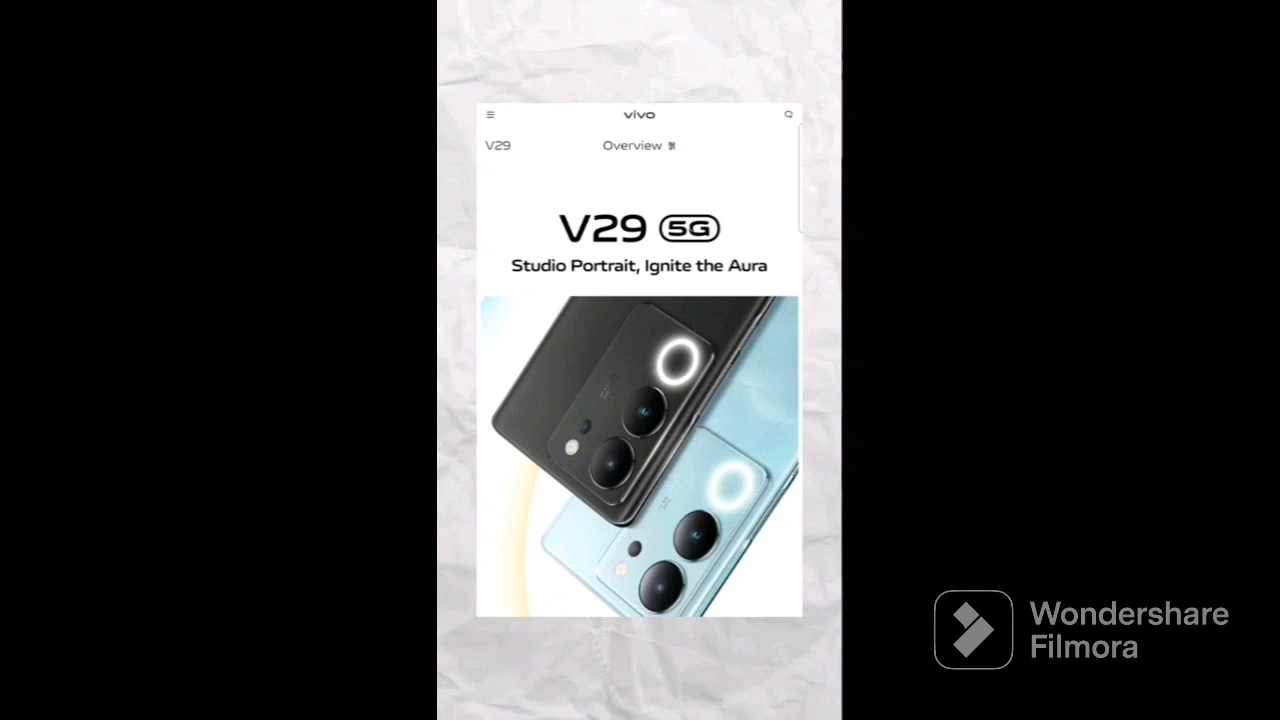 vivo
V29
Overview
V29 5G
Studio Portrait, Ignite the Aura
Wondershare
Filmora